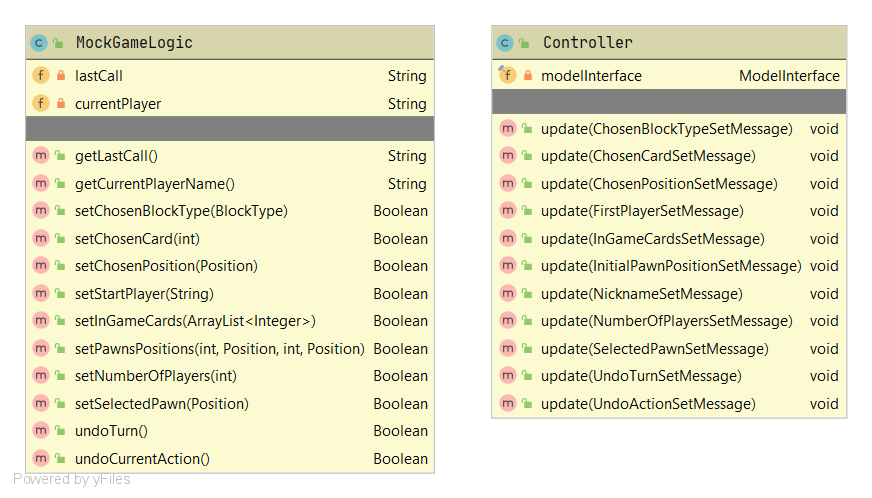 MockGameLogic
lastCall String
currentPlayer String
getLastCall() String
getCurrentPlayerName() String
setChosenBlockType(BlockType) Boolean
setChosenCard(int) Boolean
setChosenPosition(Position) Boolean
setStartPlayer(String) Boolean
setInGameCards(ArrayList<Integer>) Boolean
setPawnsPositions(int, Position, int, Position) Boolean
setNumberOfPlayers(int) Boolean
setSelectedPawn(Position) Boolean
undoTurn() Boolean
undoCurrentAction() Boolean
Controller
modelInterface ModelInterface
update(ChosenBlockTypeSetMessage) void
update(ChosenCardSetMessage) void
update(ChosenPositionSetMessage) void
update(FirstPlayerSetMessage) void
update(InGameCardsSetMessage) void
update(InitialPawnPositionSetMessage) void
update(NicknameSetMessage) void
update(NumberOfPlayersSetMessage) void
update(SelectedPawnSetMessage) void
update(UndoTurnSetMessage) void
update(UndoActionSetMessage) void
Powered by yFiles